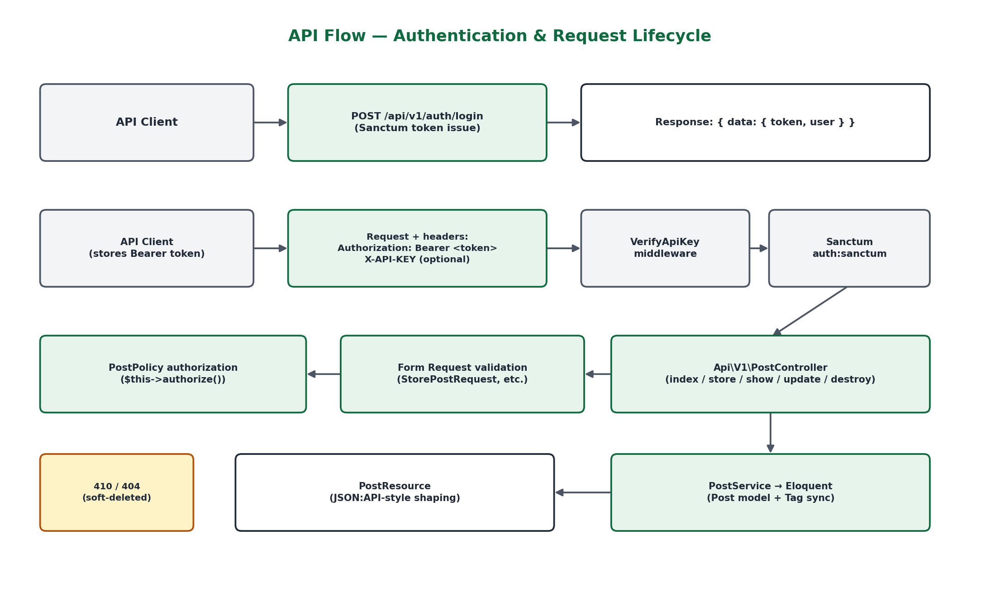 API Flow — Authentication & Request Lifecycle
API Client
POST /api/v1/auth/login
(Sanctum token issue)
Response: { data: { token, user } }
API Client
(stores Bearer token)
Request + headers:
Authorization: Bearer <token>
X-API-KEY (optional)
VerifyApiKey
middleware
Sanctum
auth:sanctum
PostPolicy authorization
($this->authorize())
Form Request validation
(StorePostRequest, etc.)
Api\V1\PostController
(index / store / show / update / destroy)
410 / 404
(soft-deleted)
PostResource
(JSON:API-style shaping)
PostService → Eloquent
(Post model + Tag sync)